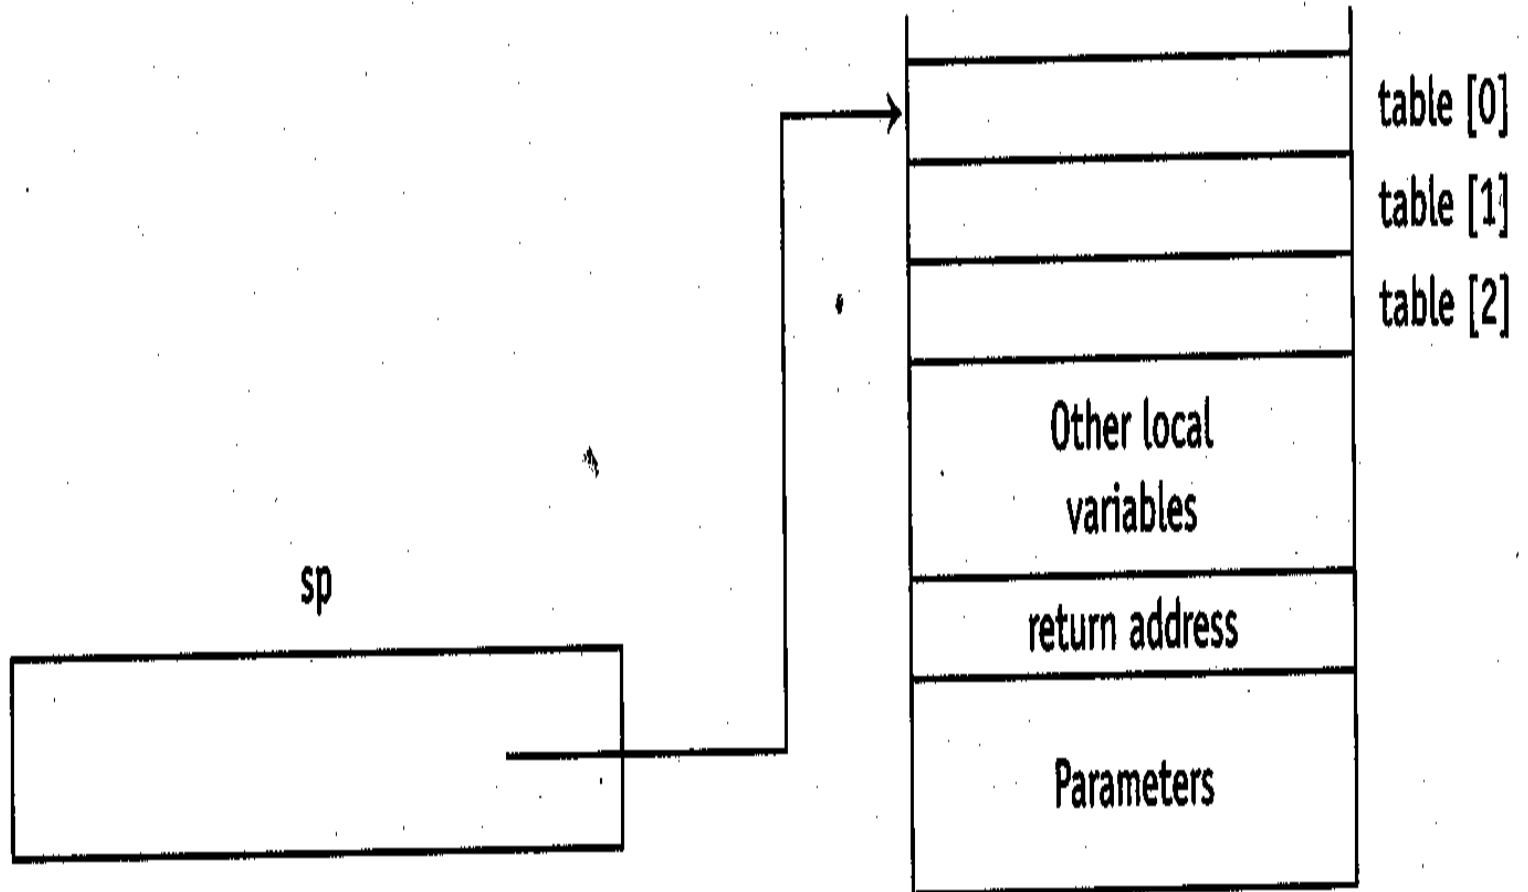 table [0]
table [1]
table [2]
Other local
variables
sp
return address
Parameters